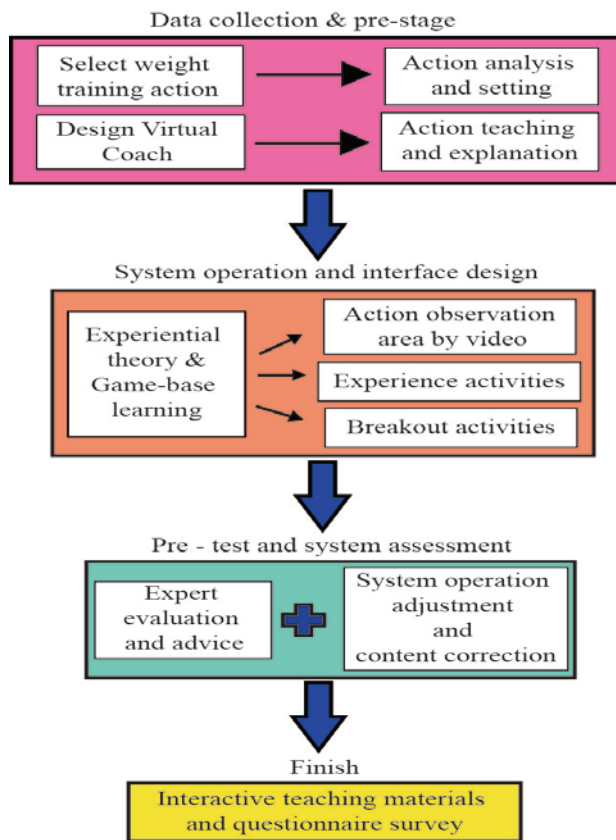 Data collection & pre-stage
Select weight
training action
Action analysis
and setting
Design Virtual
Coach
Action teaching
and explanation
System operation and interface design
Experiential
theory &
Game-base
learning
Action observation
area by video
Experience activities
Breakout activities
Pre - test and system assessment
Expert
evaluation
and advice
System operation
adjustment
and
content correction
Finish
Interactive teaching materials
and questionnaire survey